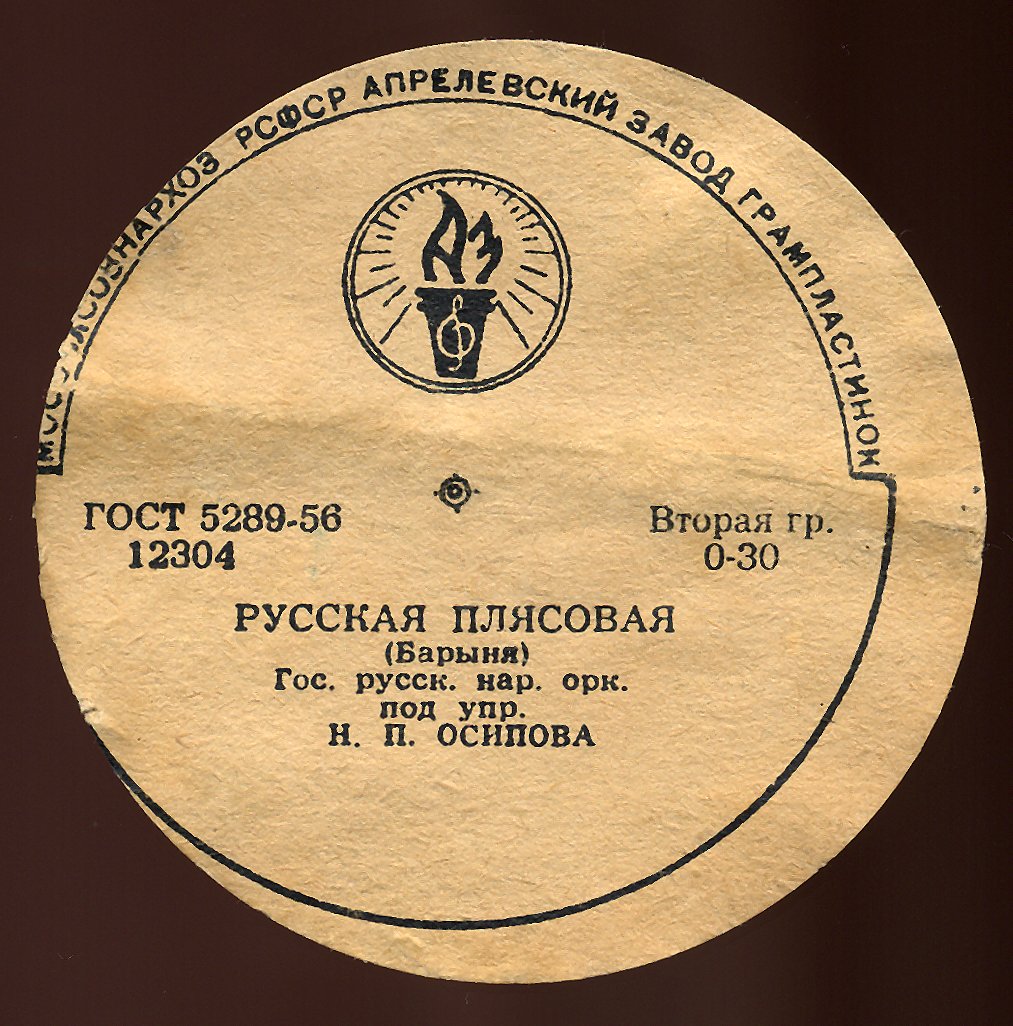 РСФСР АПРЕЛЕВСКИЙ ЗАВОД ГРАМПЛАСТИНОК
АЗ
ГОСТ 5289-56
12304
Вторая гр.
0-30
РУССКАЯ ПЛЯСОВАЯ
(Барыня)
Гос. русск. нар. орк.
под упр.
Н. П. ОСИПОВА